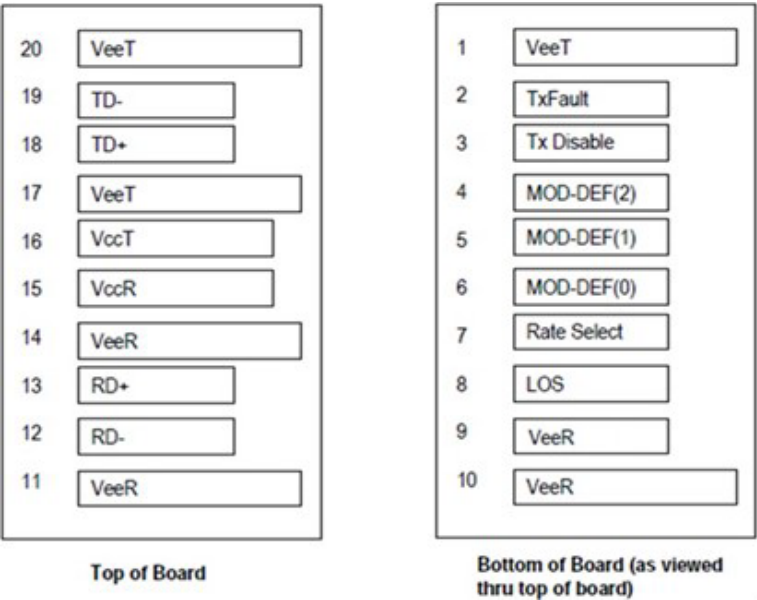 20 VeeT
19 TD-
18 TD+
17 VeeT
16 VccT
15 VccR
14 VeeR
13 RD+
12 RD-
11 VeeR
Top of Board
1 VeeT
2 TxFault
3 Tx Disable
4 MOD-DEF(2)
5 MOD-DEF(1)
6 MOD-DEF(0)
7 Rate Select
8 LOS
9 VeeR
10 VeeR
Bottom of Board (as viewed
thru top of board)